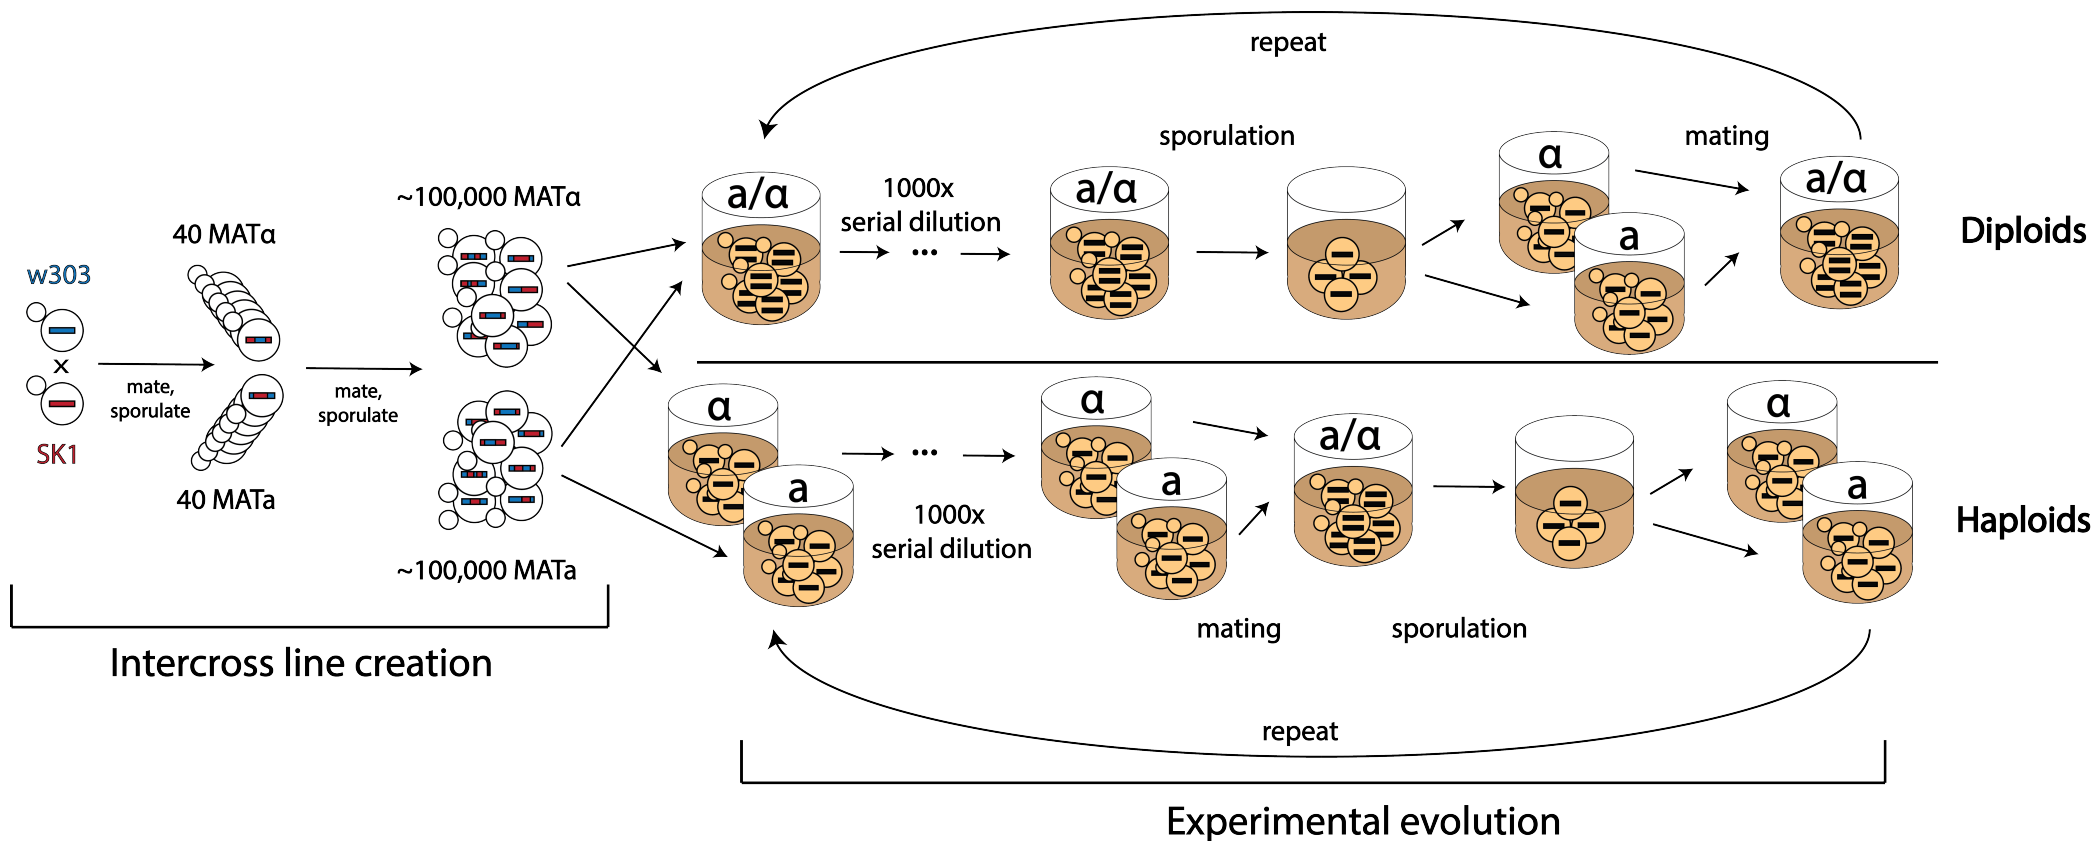 repeat
sporulation
mating
~100,000 MATα
1000x
serial dilution
a/α
a/α
α
a
a/α
Diploids
40 MATα
w303
x
SK1
mate,
sporulate
mate,
sporulate
40 MATa
~100,000 MATa
...
α
a
...
1000x
serial dilution
α
a
a/α
α
a
Haploids
mating
sporulation
repeat
Intercross line creation
Experimental evolution